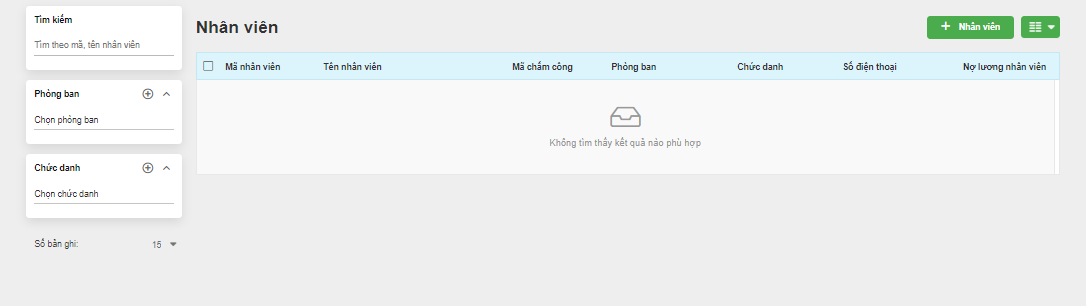 Tìm kiếm
Tìm theo mã, tên nhân viên
Phòng ban
Chọn phòng ban
Chức danh
Chọn chức danh
Số bản ghi: 15
Nhân viên
Nhân viên
Mã nhân viên Tên nhân viên Mã chấm công Phòng ban Chức danh Số điện thoại Nợ lương nhân viên
Không tìm thấy kết quả nào phù hợp